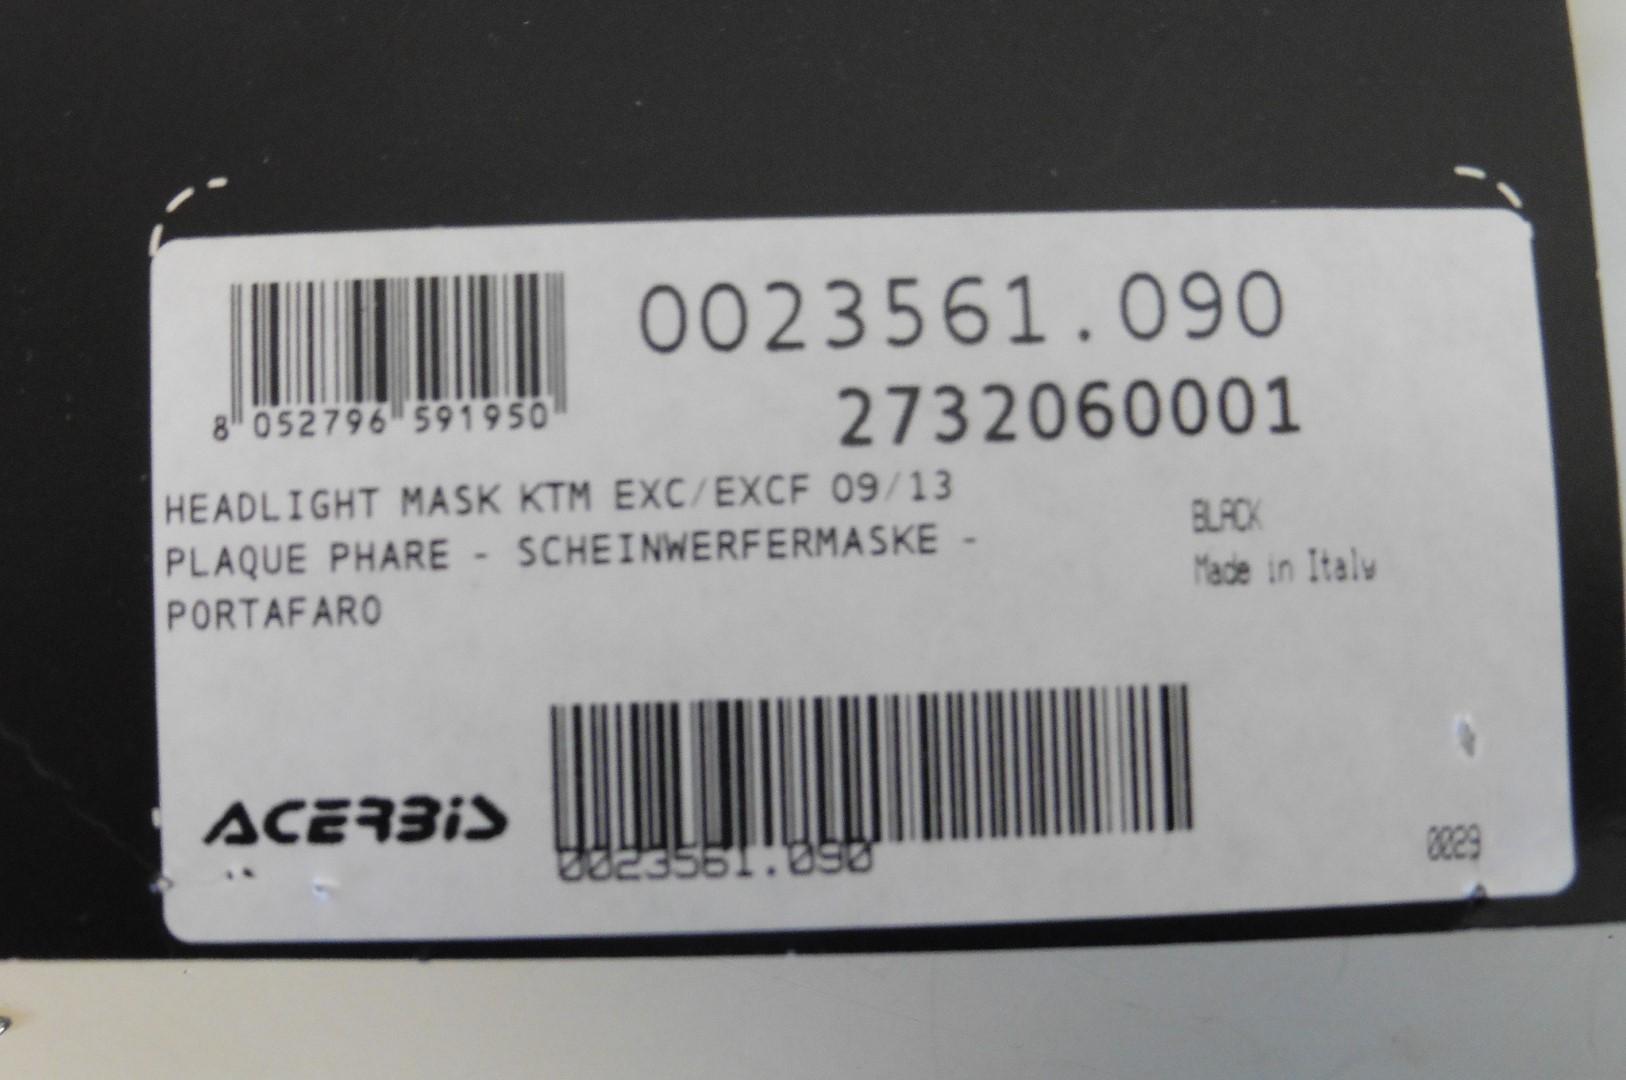 0023561.090
2732060001
8 052796 591950
HEADLIGHT MASK KTM EXC/EXCF 09/13
PLAQUE PHARE - SCHEINWERFERMASKE -
PORTAFARO
BLACK
Made in Italy
ACERBiS
0023561.090
0029